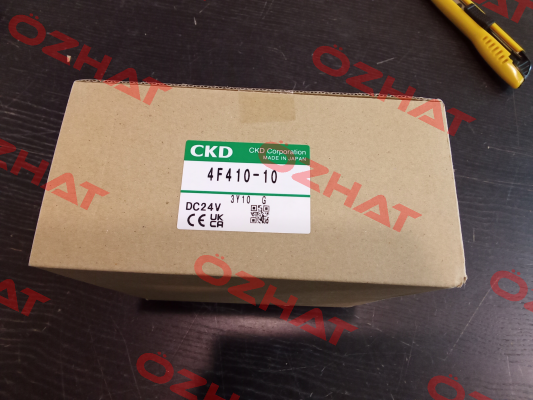 CKD
CKD Corporation
MADE IN JAPAN
4F410-10
3Y10 G
DC24V
CE UK CA
OZHAT
OZHAT
OZHAT
OZHAT
OZHAT
OZHAT
OZHAT
OZHAT